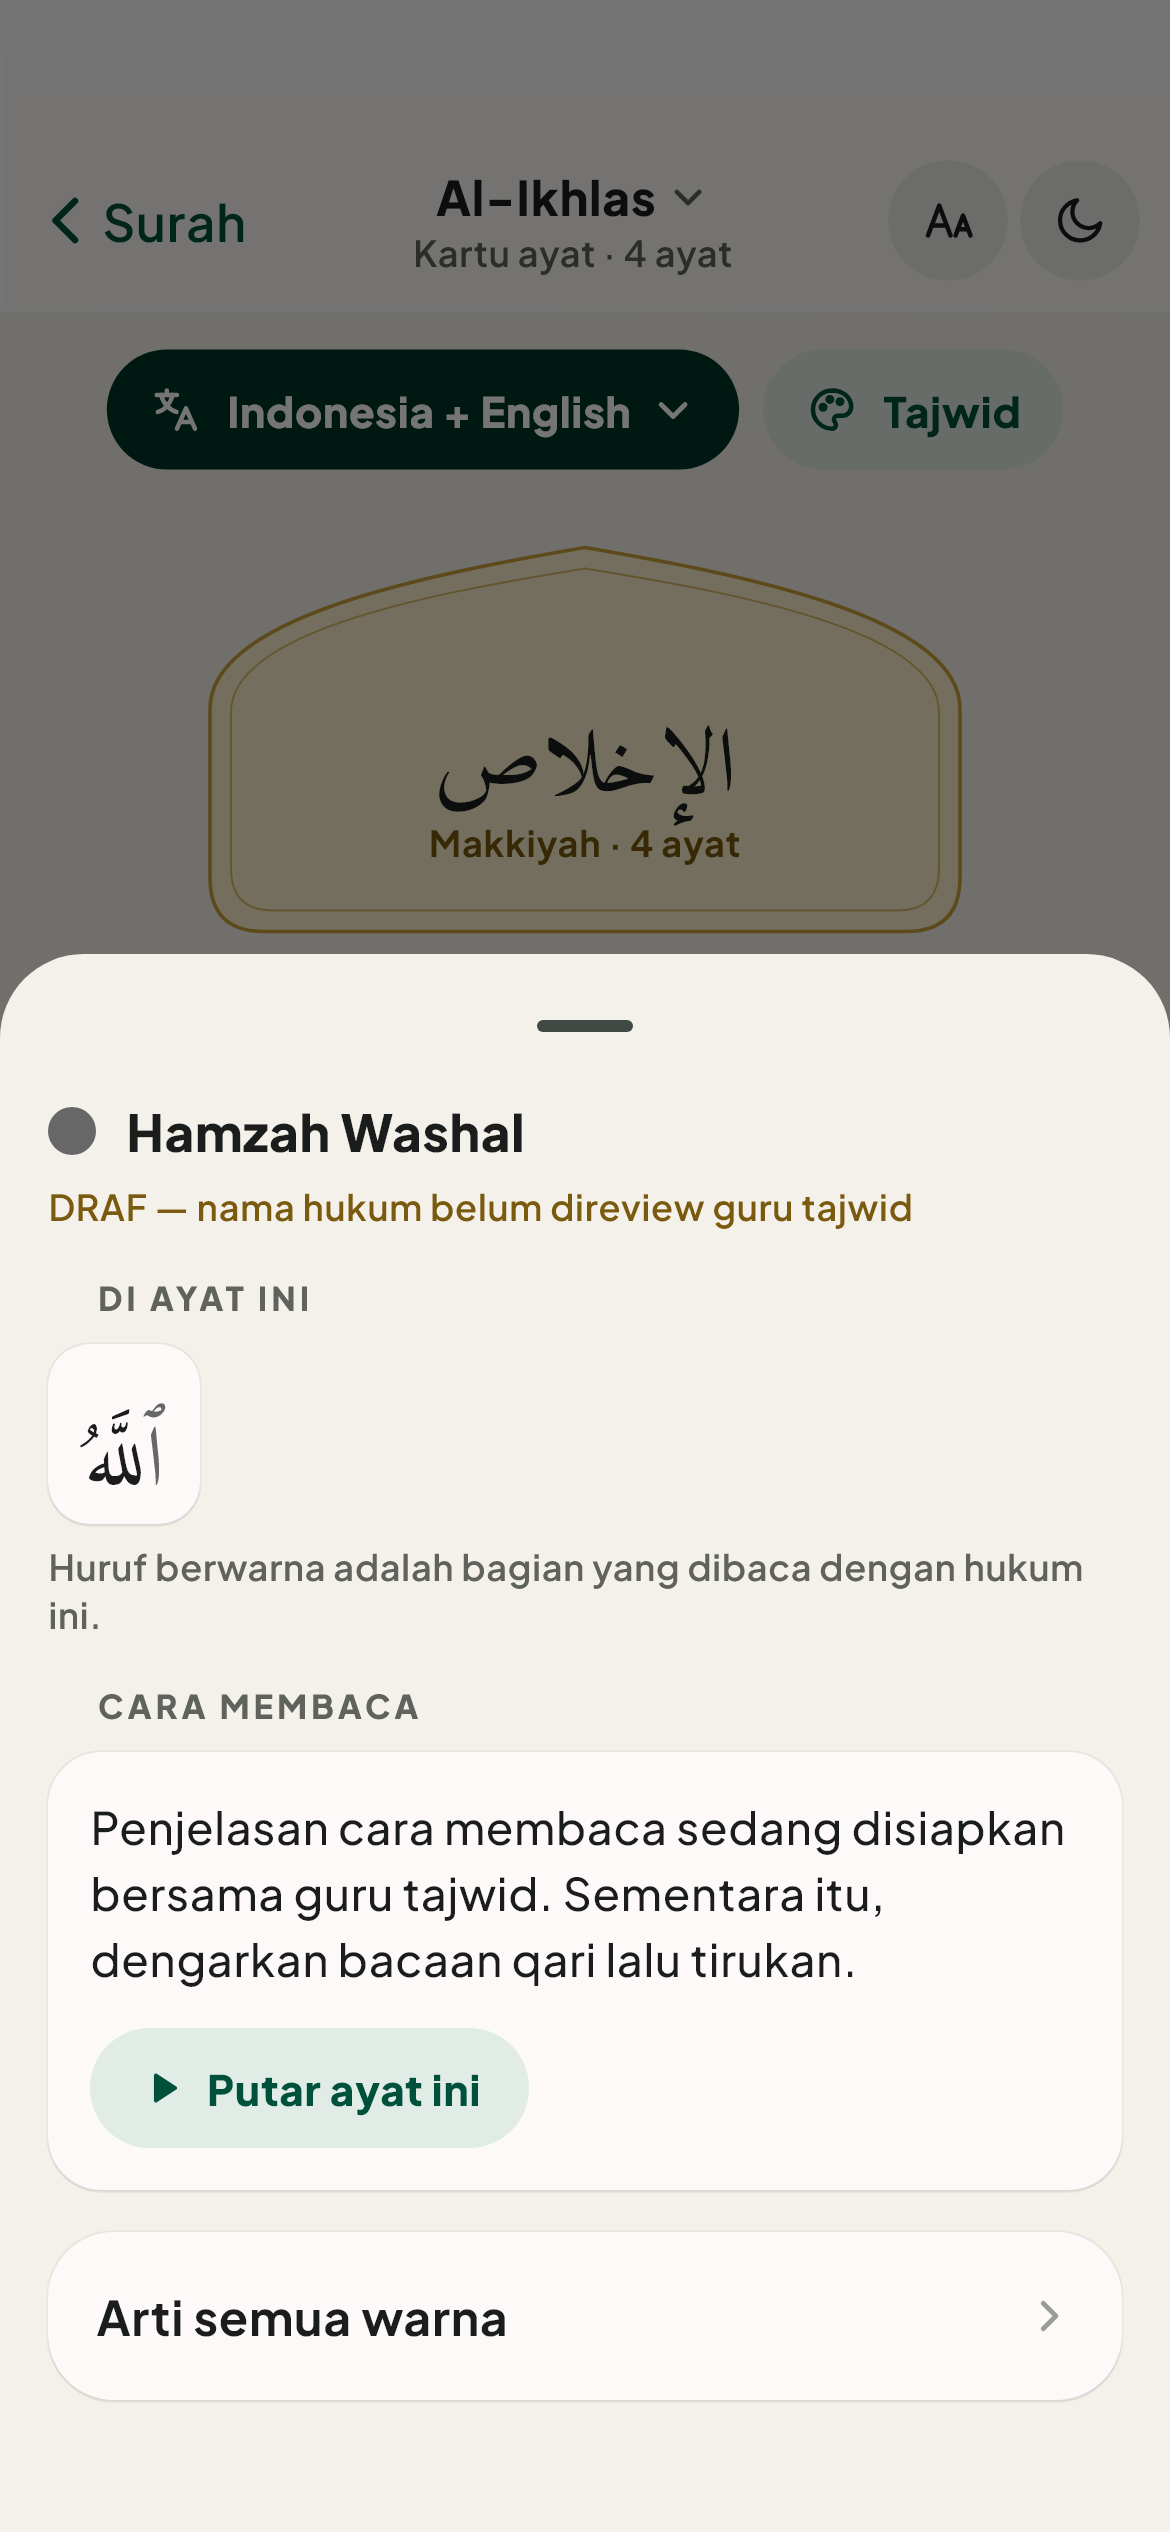 Surah
Al-Ikhlas
Kartu ayat · 4 ayat
AA
Indonesia + English
Tajwid
الإخلاص
Makkiyah · 4 ayat
Hamzah Washal
DRAF — nama hukum belum direview guru tajwid
DI AYAT INI
ٱللَّهُ
Huruf berwarna adalah bagian yang dibaca dengan hukum
ini.
CARA MEMBACA
Penjelasan cara membaca sedang disiapkan
bersama guru tajwid. Sementara itu,
dengarkan bacaan qari lalu tirukan.
Putar ayat ini
Arti semua warna